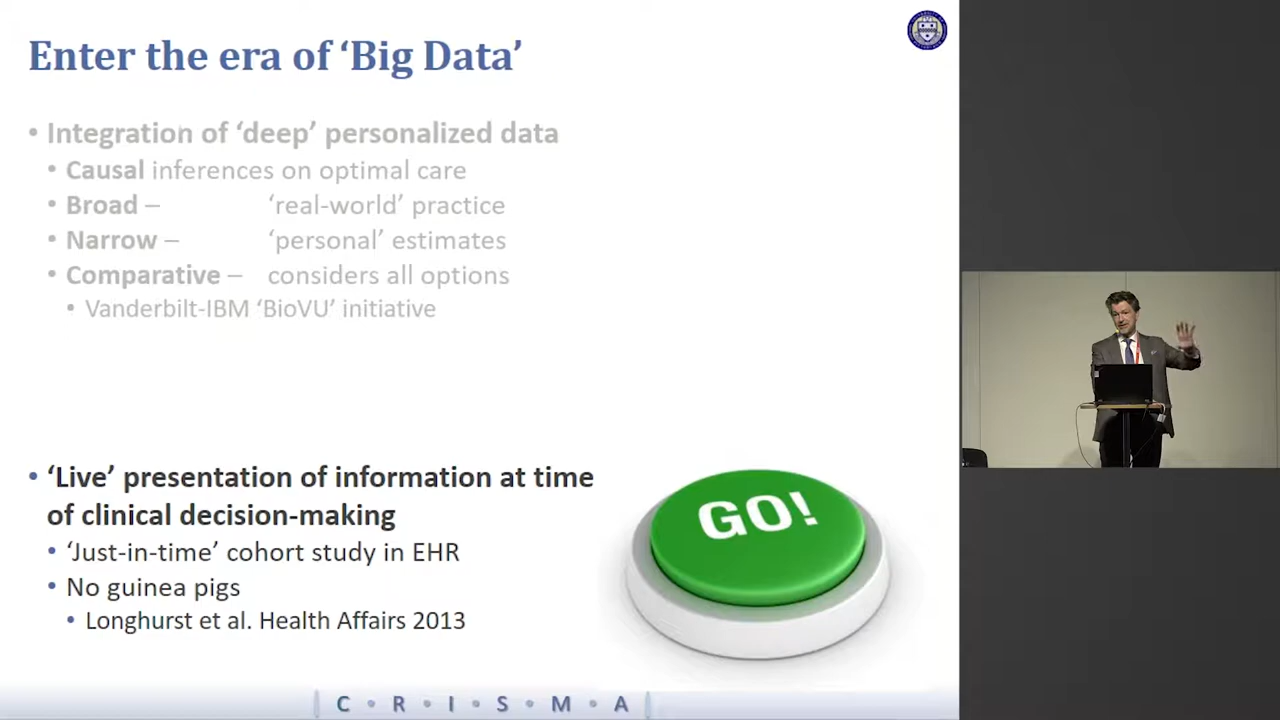 Enter the era of ‘Big Data’
• Integration of ‘deep’ personalized data
• Causal inferences on optimal care
• Broad – ‘real-world’ practice
• Narrow – ‘personal’ estimates
• Comparative – considers all options
• Vanderbilt-IBM ‘BioVU’ initiative
• ‘Live’ presentation of information at time
of clinical decision-making
• ‘Just-in-time’ cohort study in EHR
• No guinea pigs
• Longhurst et al. Health Affairs 2013
GO!
C • R • I • S • M • A